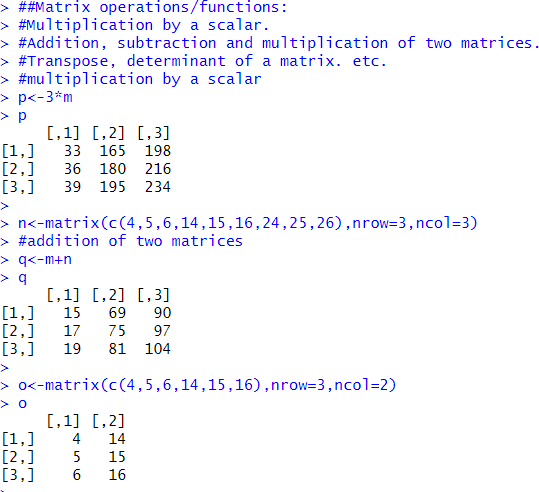 > ##Matrix operations/functions:
> #Multiplication by a scalar.
> #Addition, subtraction and multiplication of two matrices.
> #Transpose, determinant of a matrix. etc.
> #multiplication by a scalar
> p<-3*m
> p
     [,1] [,2] [,3]
[1,]   33  165  198
[2,]   36  180  216
[3,]   39  195  234
>
> n<-matrix(c(4,5,6,14,15,16,24,25,26),nrow=3,ncol=3)
> #addition of two matrices
> q<-m+n
> q
     [,1] [,2] [,3]
[1,]   15   69   90
[2,]   17   75   97
[3,]   19   81  104
>
> o<-matrix(c(4,5,6,14,15,16),nrow=3,ncol=2)
> o
     [,1] [,2]
[1,]    4   14
[2,]    5   15
[3,]    6   16
>